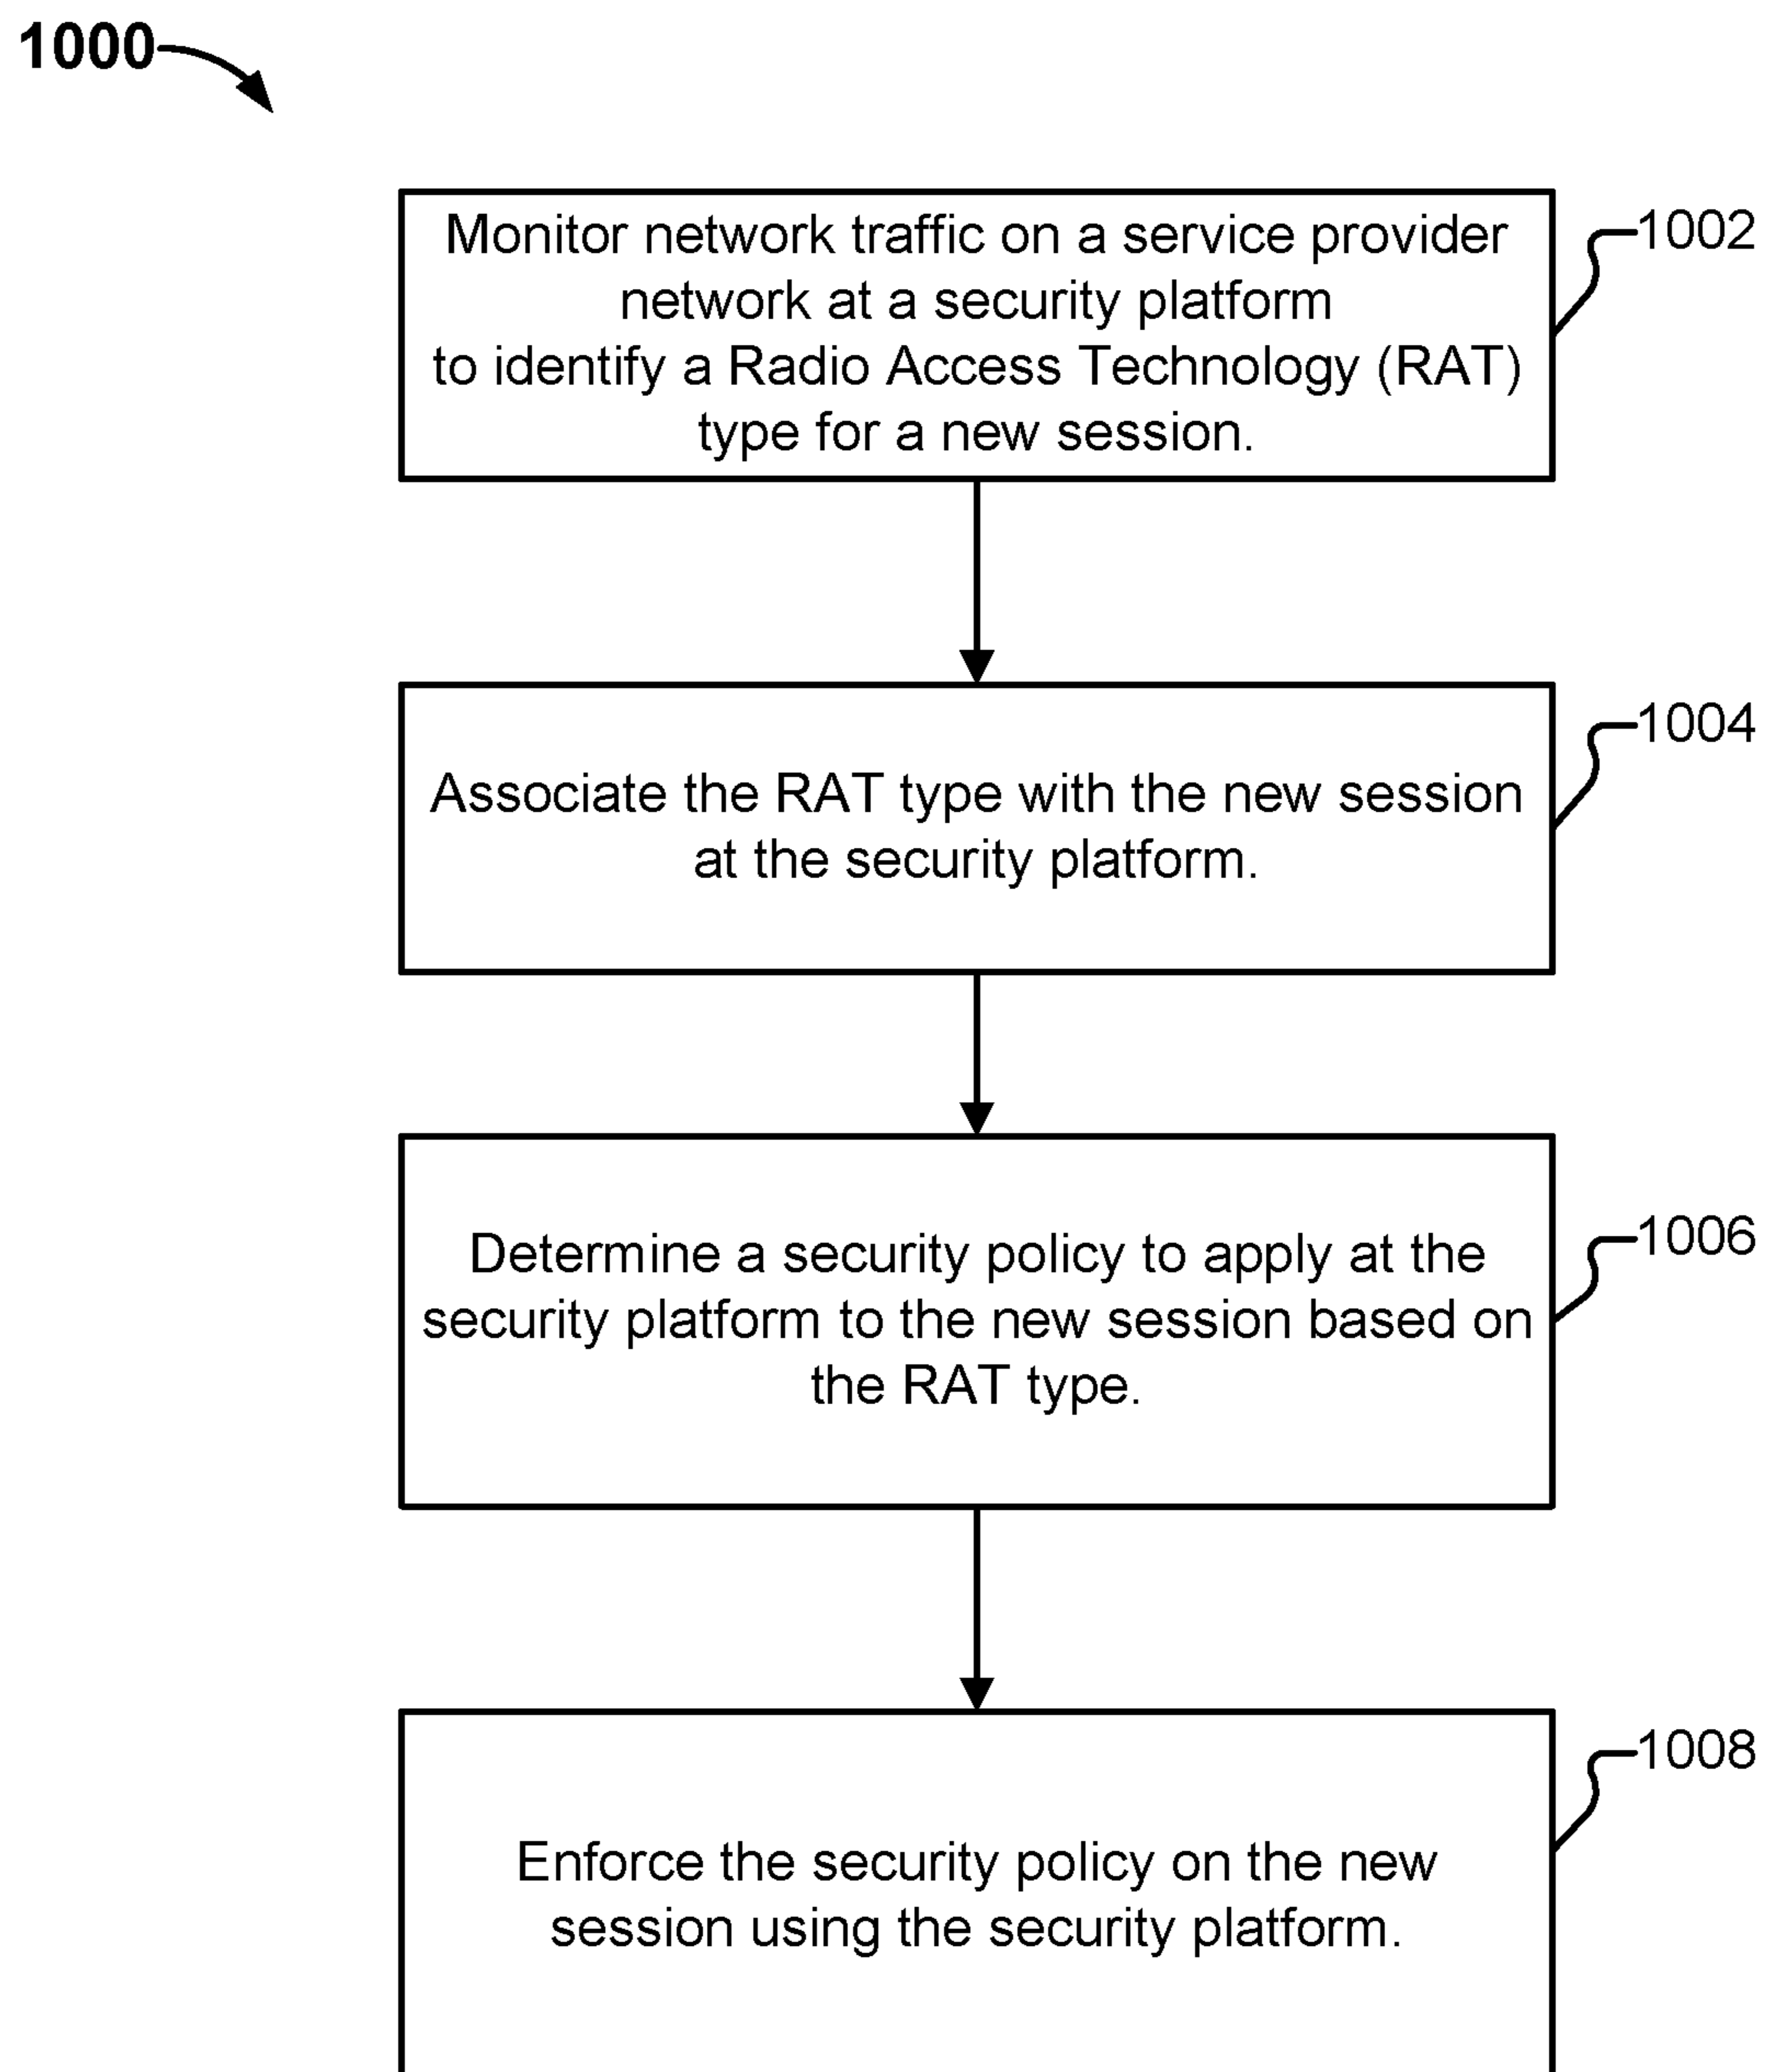 1000
Monitor network traffic on a service provider
network at a security platform
to identify a Radio Access Technology (RAT)
type for a new session.
1002
Associate the RAT type with the new session
at the security platform.
1004
Determine a security policy to apply at the
security platform to the new session based on
the RAT type.
1006
Enforce the security policy on the new
session using the security platform.
1008